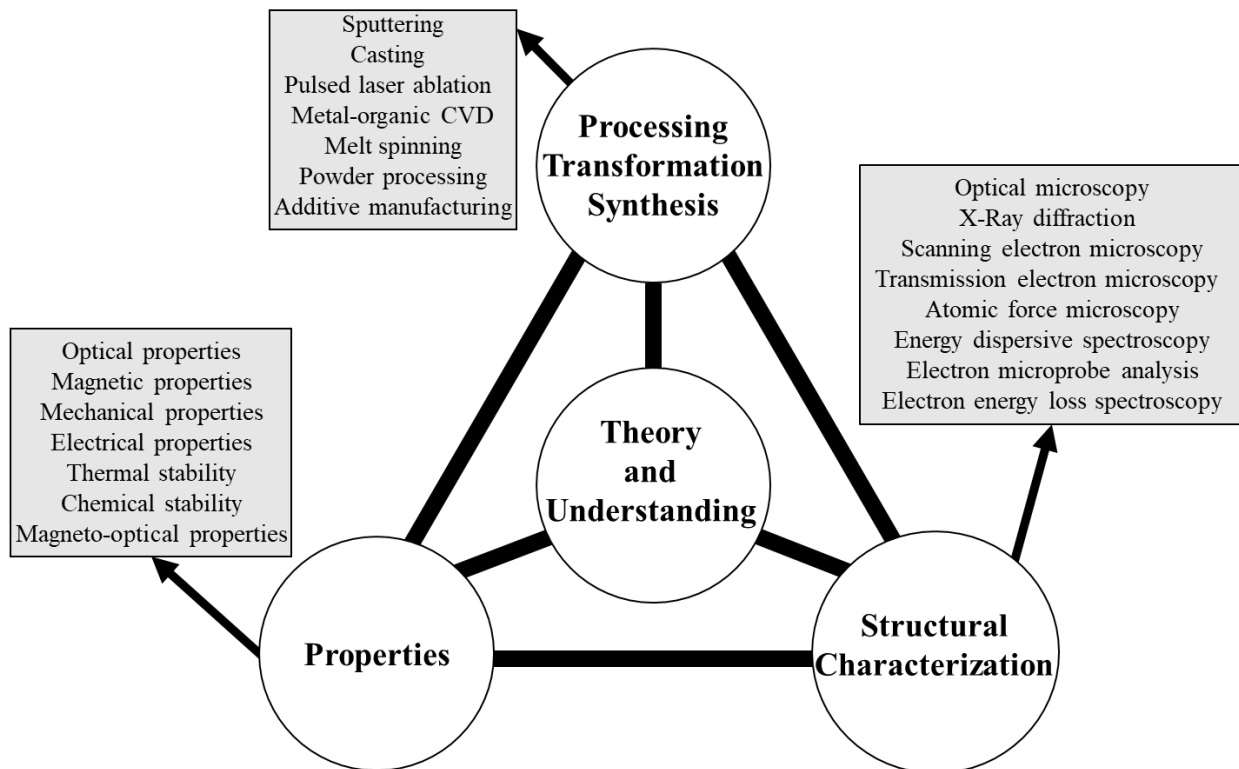 Sputtering
Casting
Pulsed laser ablation
Metal-organic CVD
Melt spinning
Powder processing
Additive manufacturing
Processing
Transformation
Synthesis
Optical microscopy
X-Ray diffraction
Scanning electron microscopy
Transmission electron microscopy
Atomic force microscopy
Energy dispersive spectroscopy
Electron microprobe analysis
Electron energy loss spectroscopy
Optical properties
Magnetic properties
Mechanical properties
Electrical properties
Thermal stability
Chemical stability
Magneto-optical properties
Theory
and
Understanding
Properties
Structural
Characterization